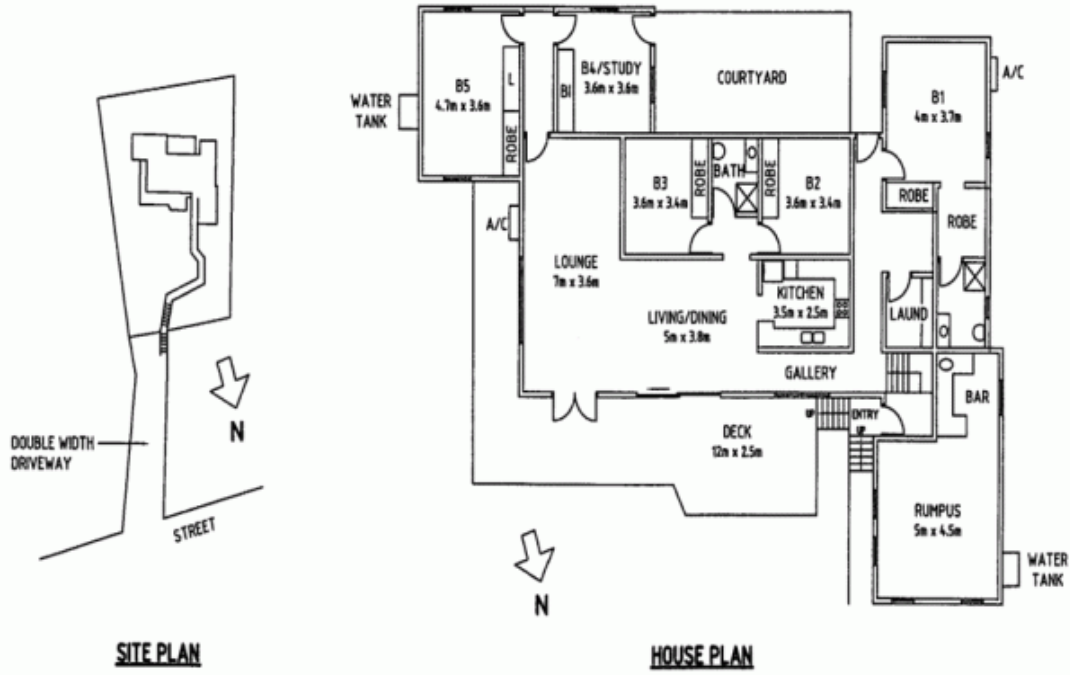 N
DOUBLE WIDTH
DRIVEWAY
STREET
SITE PLAN
WATER
TANK
B5
4.7m x 3.6m
L
ROBE
BI
B4/STUDY
3.6m x 3.6m
COURTYARD
B1
4m x 3.7m
A/C
A/C
B3
3.6m x 3.4m
ROBE
BATH
ROBE
B2
3.6m x 3.4m
ROBE
ROBE
LOUNGE
7m x 3.6m
LIVING/DINING
5m x 3.8m
KITCHEN
3.5m x 2.5m
LAUND
GALLERY
BAR
UP
ENTRY
UP
DECK
12m x 2.5m
RUMPUS
5m x 4.5m
WATER
TANK
N
HOUSE PLAN